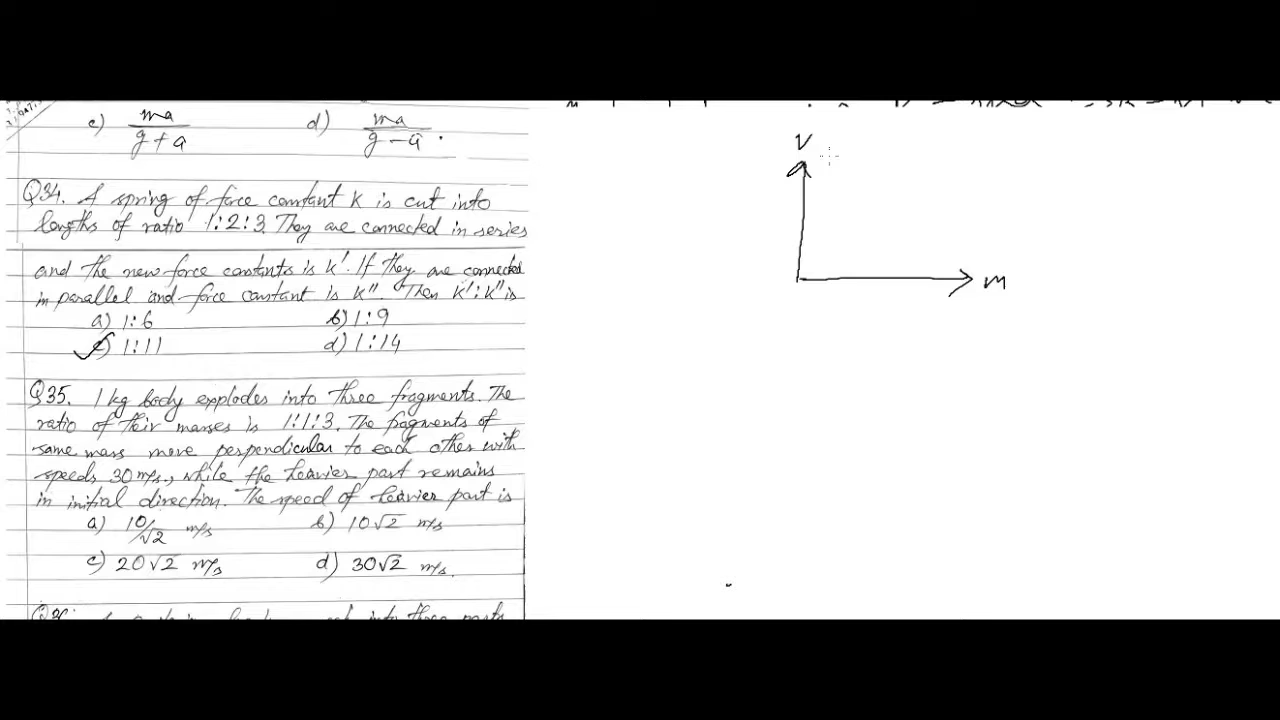 c) ma/g+a d) ma/g-a.
Q34. A spring of force constant K is cut into
lengths of ratio 1:2:3. They are connected in series
and the new force constants is K'. If they are connected
in parallel and force constant is K". Then K':K" is
a) 1:6 b) 1:9
c) 1:11 d) 1:14
Q35. 1 kg body explodes into three fragments. The
ratio of their masses is 1:1:3. The fragments of
same mass move perpendicular to each other with
speeds 30 m/s., while the heavier part remains
in initial direction. The speed of heavier part is
a) 10/√2 m/s b) 10√2 m/s
c) 20√2 m/s d) 30√2 m/s.
into three parts
V
m